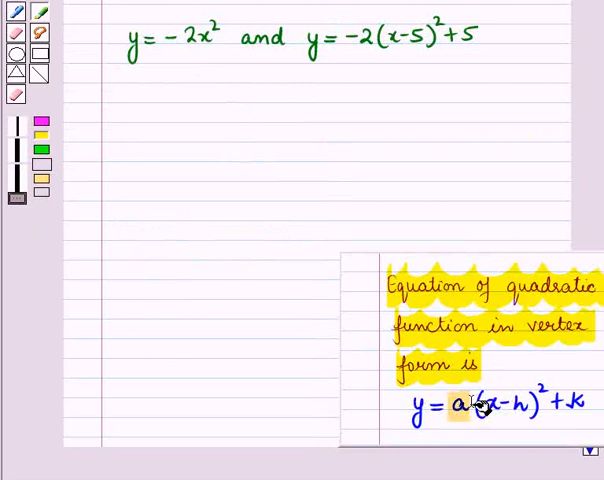 y = -2x² and y = -2(x-5)²+5
Equation of quadratic
function in vertex
form is
y = a(x-h)²+k